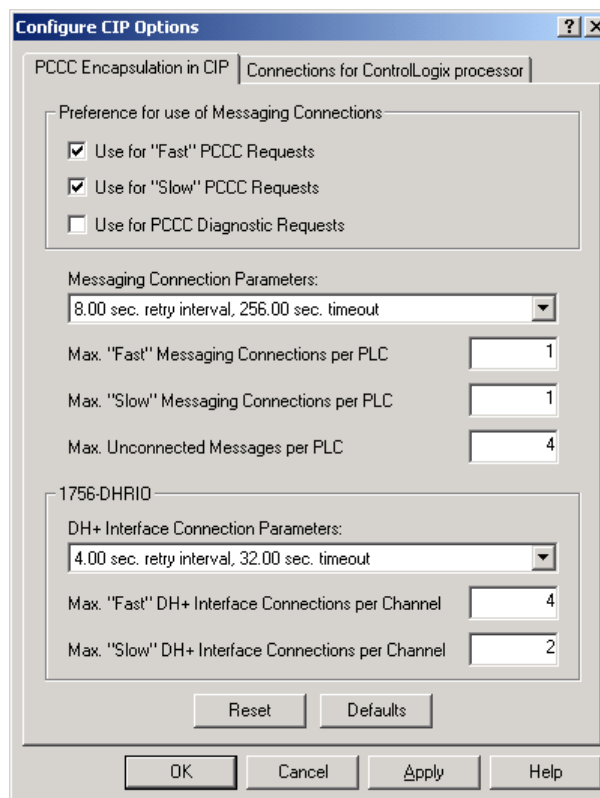 Configure CIP Options
PCCC Encapsulation in CIP
Connections for ControlLogix processor
Preference for use of Messaging Connections
Use for "Fast" PCCC Requests
Use for "Slow" PCCC Requests
Use for PCCC Diagnostic Requests
Messaging Connection Parameters:
8.00 sec. retry interval, 256.00 sec. timeout
Max. "Fast" Messaging Connections per PLC 1
Max. "Slow" Messaging Connections per PLC 1
Max. Unconnected Messages per PLC 4
1756-DHRIO
DH+ Interface Connection Parameters:
4.00 sec. retry interval, 32.00 sec. timeout
Max. "Fast" DH+ Interface Connections per Channel 4
Max. "Slow" DH+ Interface Connections per Channel 2
Reset Defaults
OK Cancel Apply Help